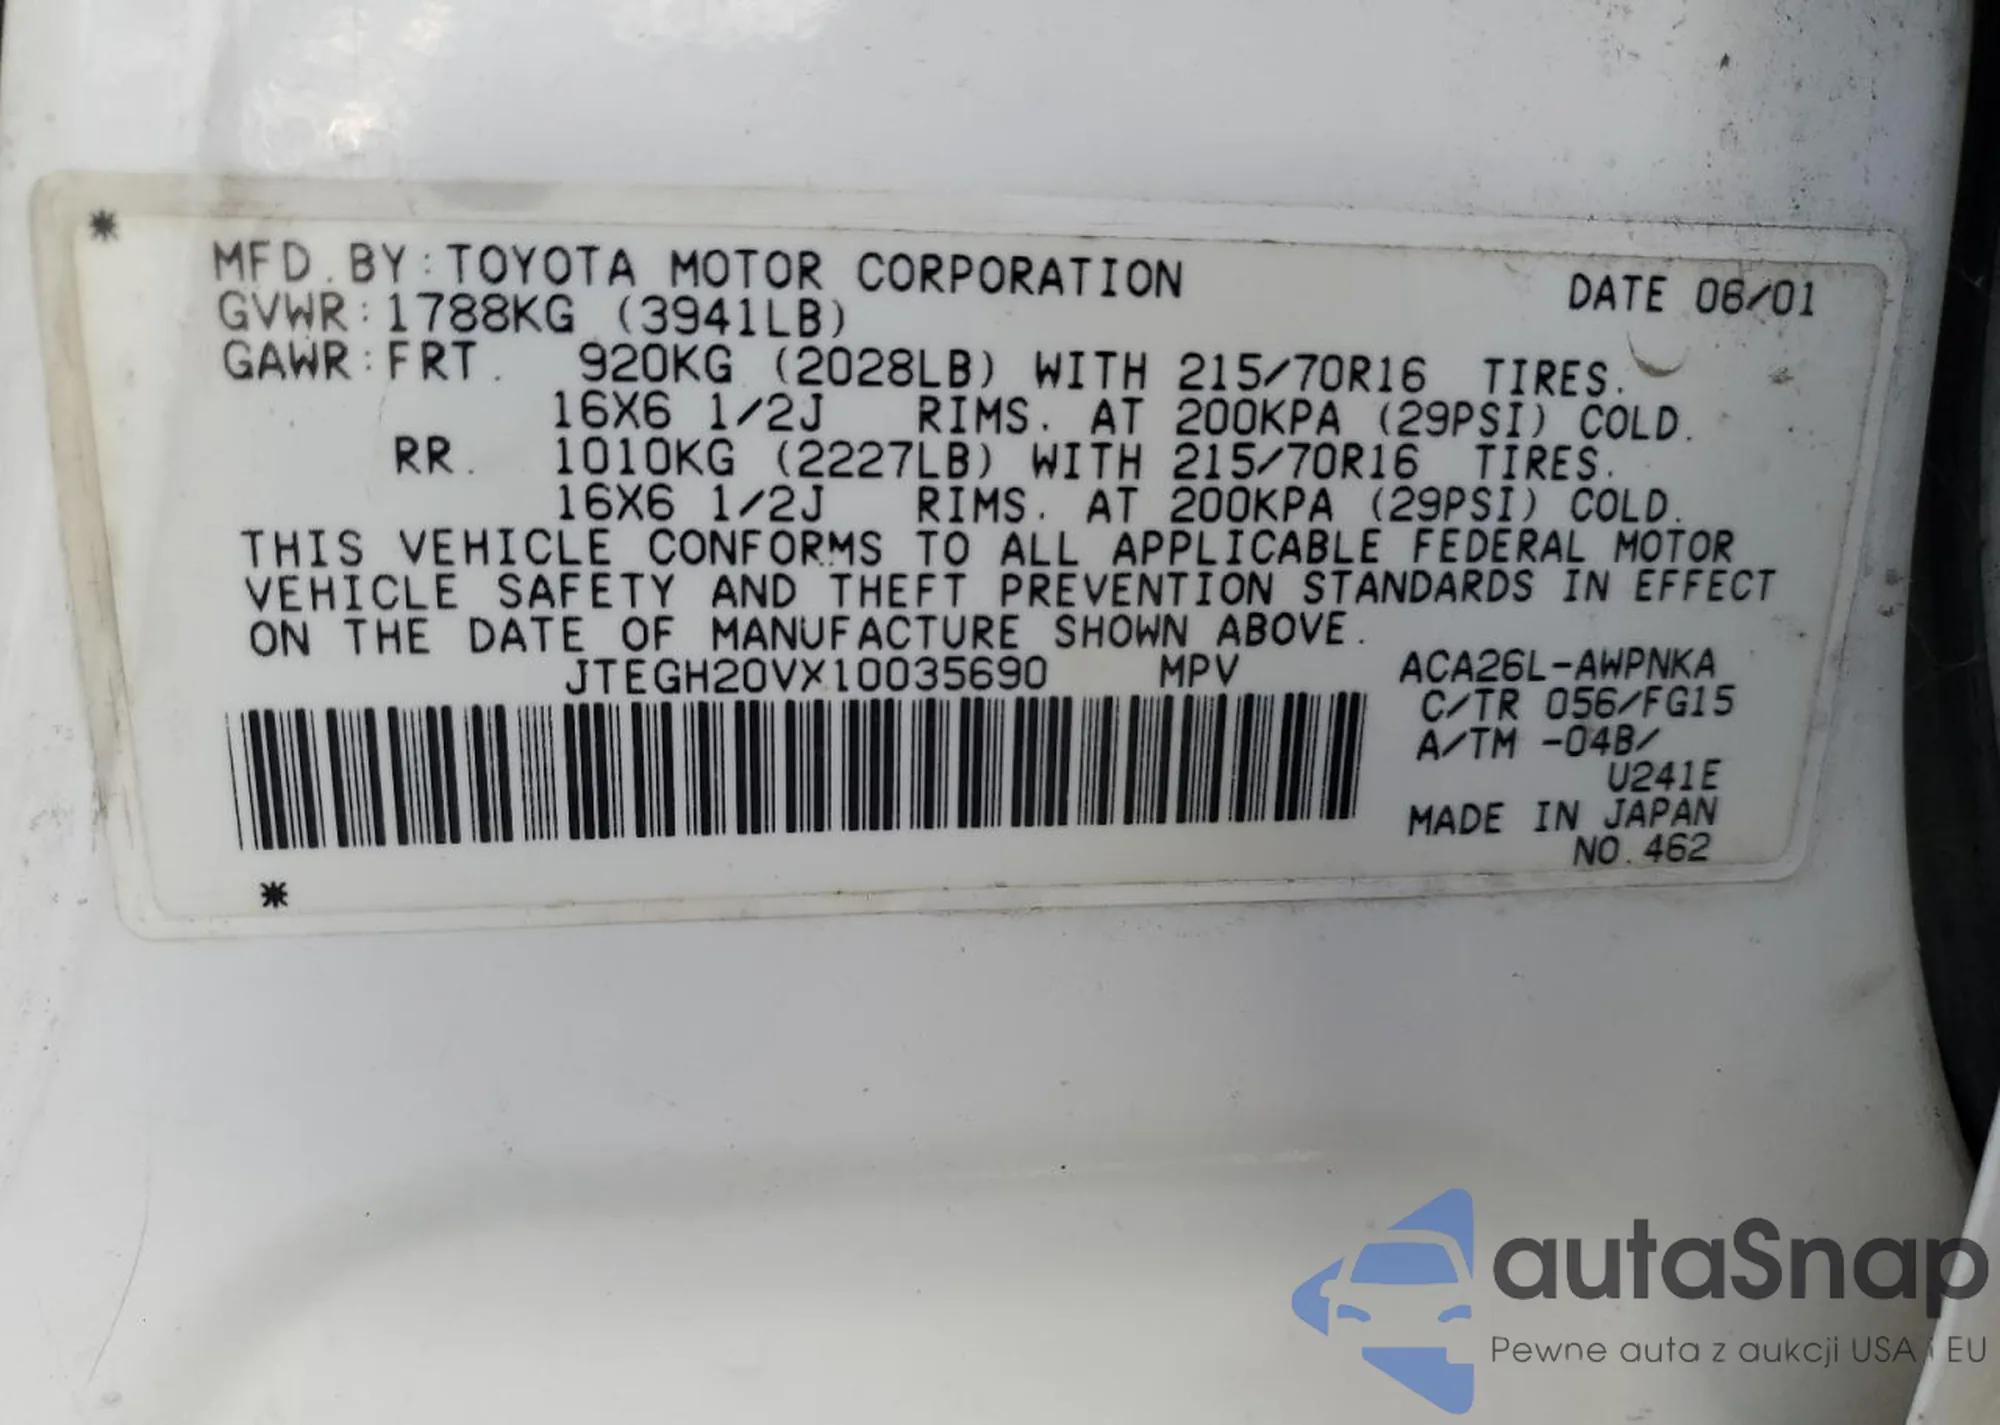 MFD. BY: TOYOTA MOTOR CORPORATION DATE 06/01
GVWR: 1788KG (3941LB)
GAWR: FRT. 920KG (2028LB) WITH 215/70R16 TIRES.
16X6 1/2J RIMS. AT 200KPA (29PSI) COLD.
RR. 1010KG (2227LB) WITH 215/70R16 TIRES.
16X6 1/2J RIMS. AT 200KPA (29PSI) COLD.
THIS VEHICLE CONFORMS TO ALL APPLICABLE FEDERAL MOTOR
VEHICLE SAFETY AND THEFT PREVENTION STANDARDS IN EFFECT
ON THE DATE OF MANUFACTURE SHOWN ABOVE.
JTEGH20VX10035690 MPV ACA26L-AWPNKA
C/TR 056/FG15
A/TM -04B/
U241E
MADE IN JAPAN
NO. 462
autaSnap
Pewne auta z aukcji USA i EU